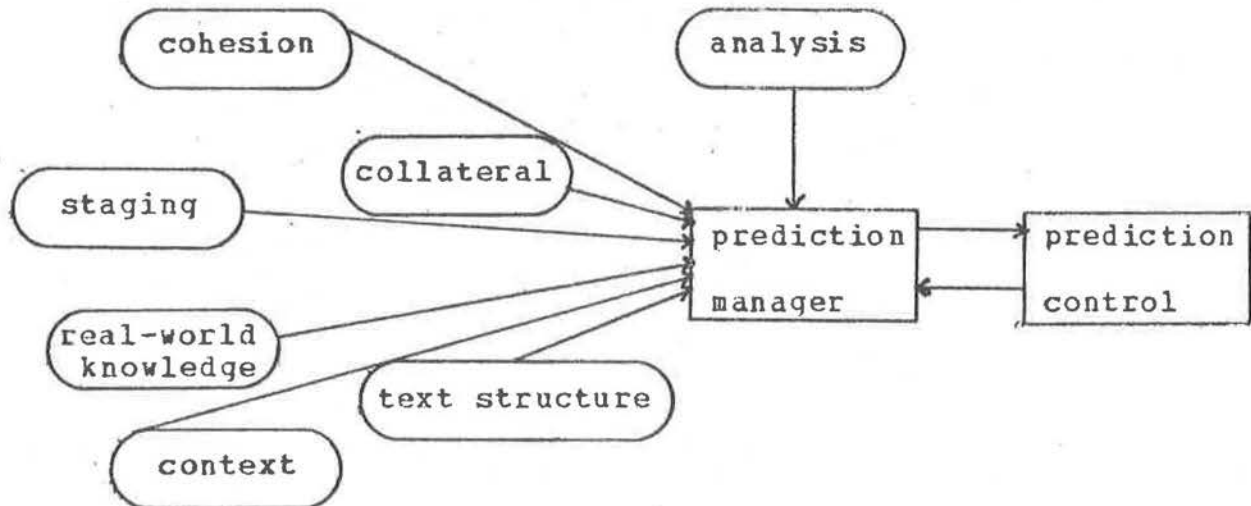 cohesion
analysis
collateral
staging
prediction
manager
prediction
control
real-world
knowledge
text structure
context